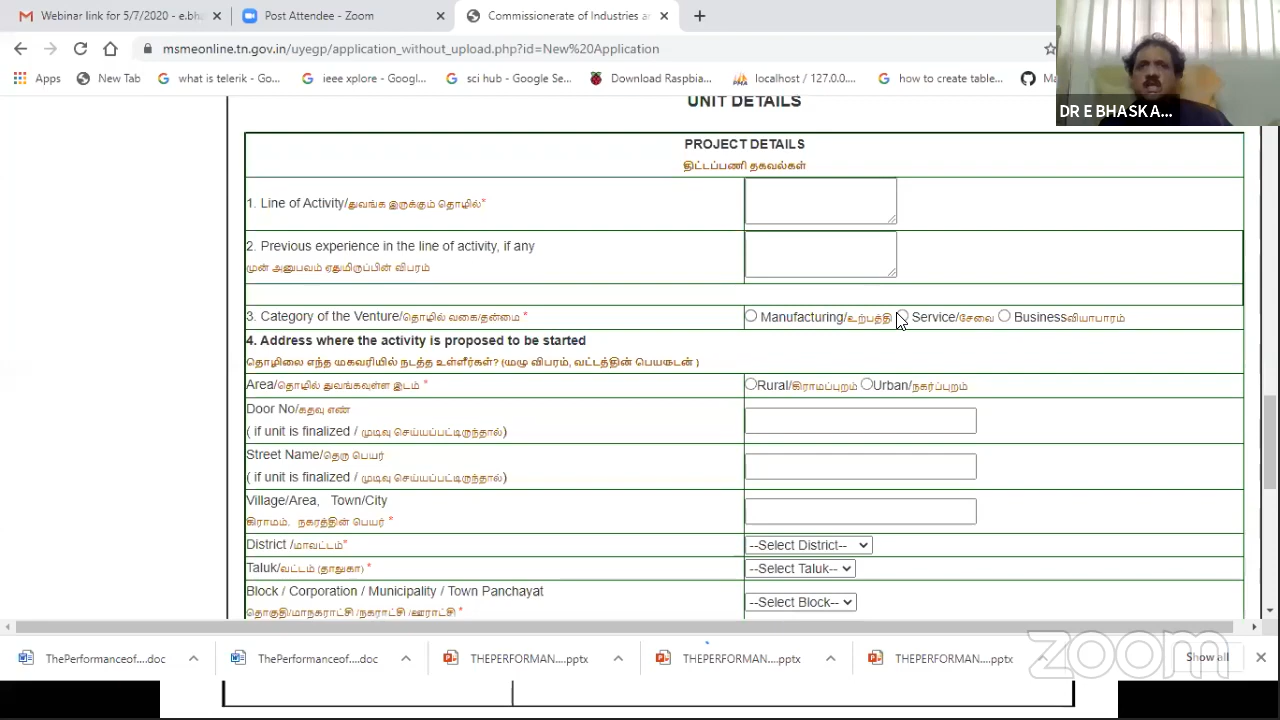 Webinar link for 5/7/2020 - e.bha
Post Attendee - Zoom
Commissionerate of Industries ar
msmeonline.tn.gov.in/uyegp/application_without_upload.php?id=New%20Application
Apps
New Tab
what is telerik - Go...
ieee xplore - Googl...
sci hub - Google Se...
Download Raspbia...
localhost / 127.0.0....
how to create table...
DR E BHASK A...
UNIT DETAILS
PROJECT DETAILS
திட்டப்பணி தகவல்கள்
1. Line of Activity/துவங்க இருக்கும் தொழில்*
2. Previous experience in the line of activity, if any
முன் அனுபவம் ஏதுமிருப்பின் விபரம்
3. Category of the Venture/தொழில் வகை/தன்மை * Manufacturing/உற்பத்தி Service/சேவை Businessவியாபாரம்
4. Address where the activity is proposed to be started
தொழிலை எந்த முகவரியில் நடத்த உள்ளீர்கள்? (முழு விபரம், வட்டத்தின் பெயருடன் )
Area/தொழில் துவங்கவுள்ள இடம் * Rural/கிராமப்புறம் Urban/நகர்ப்புறம்
Door No/கதவு எண்
( if unit is finalized / முடிவு செய்யப்பட்டிருந்தால்)
Street Name/தெரு பெயர்
( if unit is finalized / முடிவு செய்யப்பட்டிருந்தால்)
Village/Area, Town/City
கிராமம், நகரத்தின் பெயர் *
District /மாவட்டம்* --Select District--
Taluk/வட்டம் (தாலுகா) * --Select Taluk--
Block / Corporation / Municipality / Town Panchayat
தொகுதி/மாநகராட்சி /நகராட்சி /ஊராட்சி * --Select Block--
ThePerformanceof....doc
ThePerformanceof....doc
THEPERFORMAN....pptx
THEPERFORMAN....pptx
THEPERFORMAN....pptx
Show all
zoom